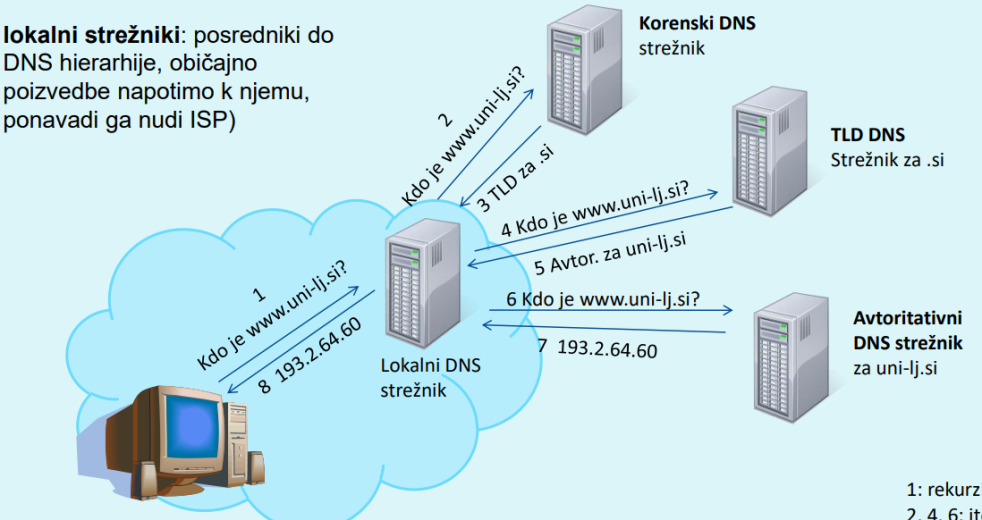 lokalni strežniki: posredniki do
DNS hierarhije, običajno
poizvedbe napotimo k njemu,
ponavadi ga nudi ISP)
Korenski DNS
strežnik
2
Kdo je www.uni-lj.si?
3 TLD za .si
TLD DNS
Strežnik za .si
4 Kdo je www.uni-lj.si?
5 Avtor. za uni-lj.si
1
Kdo je www.uni-lj.si?
8 193.2.64.60
Lokalni DNS
strežnik
6 Kdo je www.uni-lj.si?
7 193.2.64.60
Avtoritativni
DNS strežnik
za uni-lj.si
1: rekurz
2, 4, 6: it